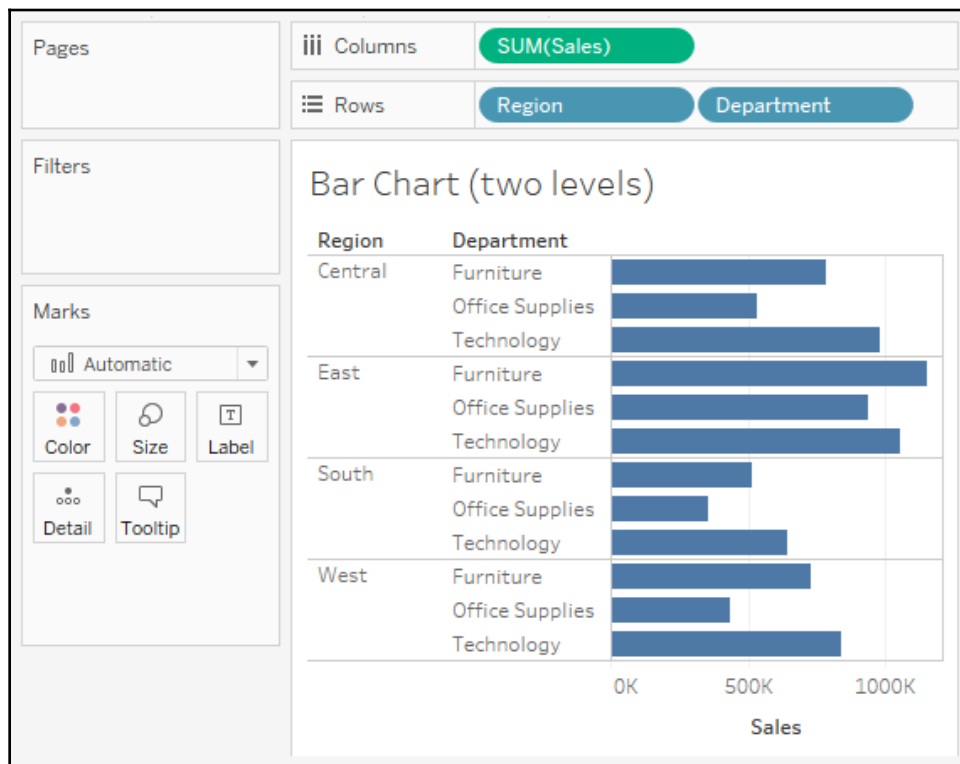 Pages
Columns SUM(Sales)
Rows Region Department
Filters
Marks
Automatic
Color Size Label
Detail Tooltip
Bar Chart (two levels)
Region Department
Central Furniture
Office Supplies
Technology
East Furniture
Office Supplies
Technology
South Furniture
Office Supplies
Technology
West Furniture
Office Supplies
Technology
0K 500K 1000K
Sales